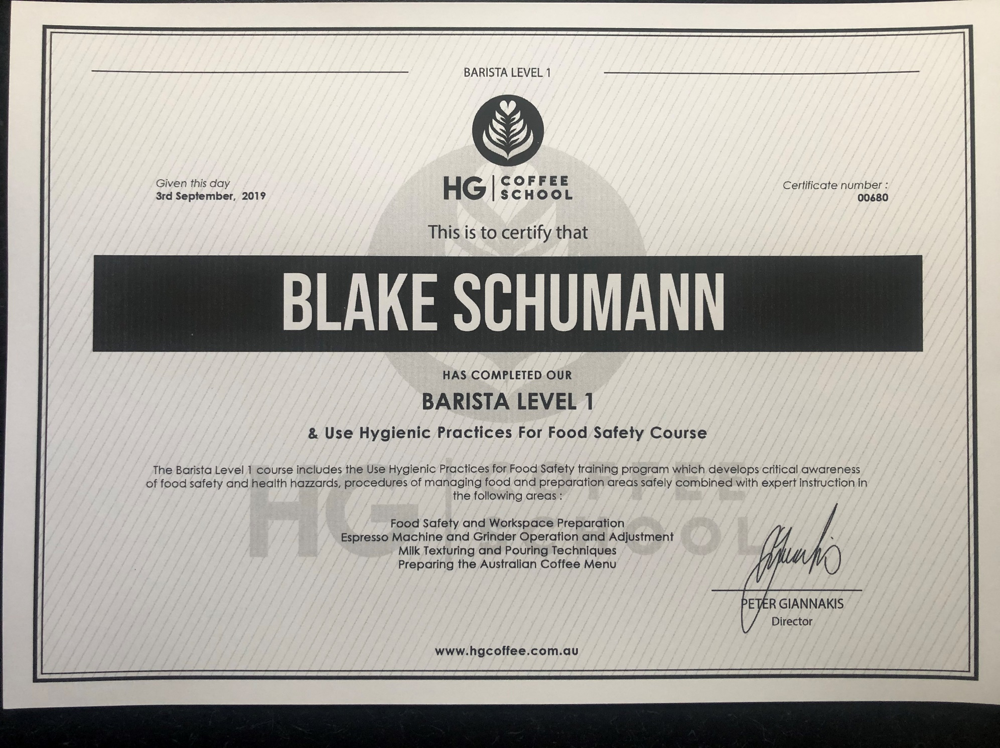 BARISTA LEVEL 1
HG | COFFEE
SCHOOL
Given this day
3rd September, 2019
Certificate number :
00680
This is to certify that
BLAKE SCHUMANN
HAS COMPLETED OUR
BARISTA LEVEL 1
& Use Hygienic Practices For Food Safety Course
The Barista Level 1 course includes the Use Hygienic Practices for Food Safety training program which develops critical awareness
of food safety and health hazzards, procedures of managing food and preparation areas safely combined with expert instruction in
the following areas :
Food Safety and Workspace Preparation
Espresso Machine and Grinder Operation and Adjustment
Milk Texturing and Pouring Techniques
Preparing the Australian Coffee Menu
PETER GIANNAKIS
Director
www.hgcoffee.com.au
HG | COFFEE
SCHOOL